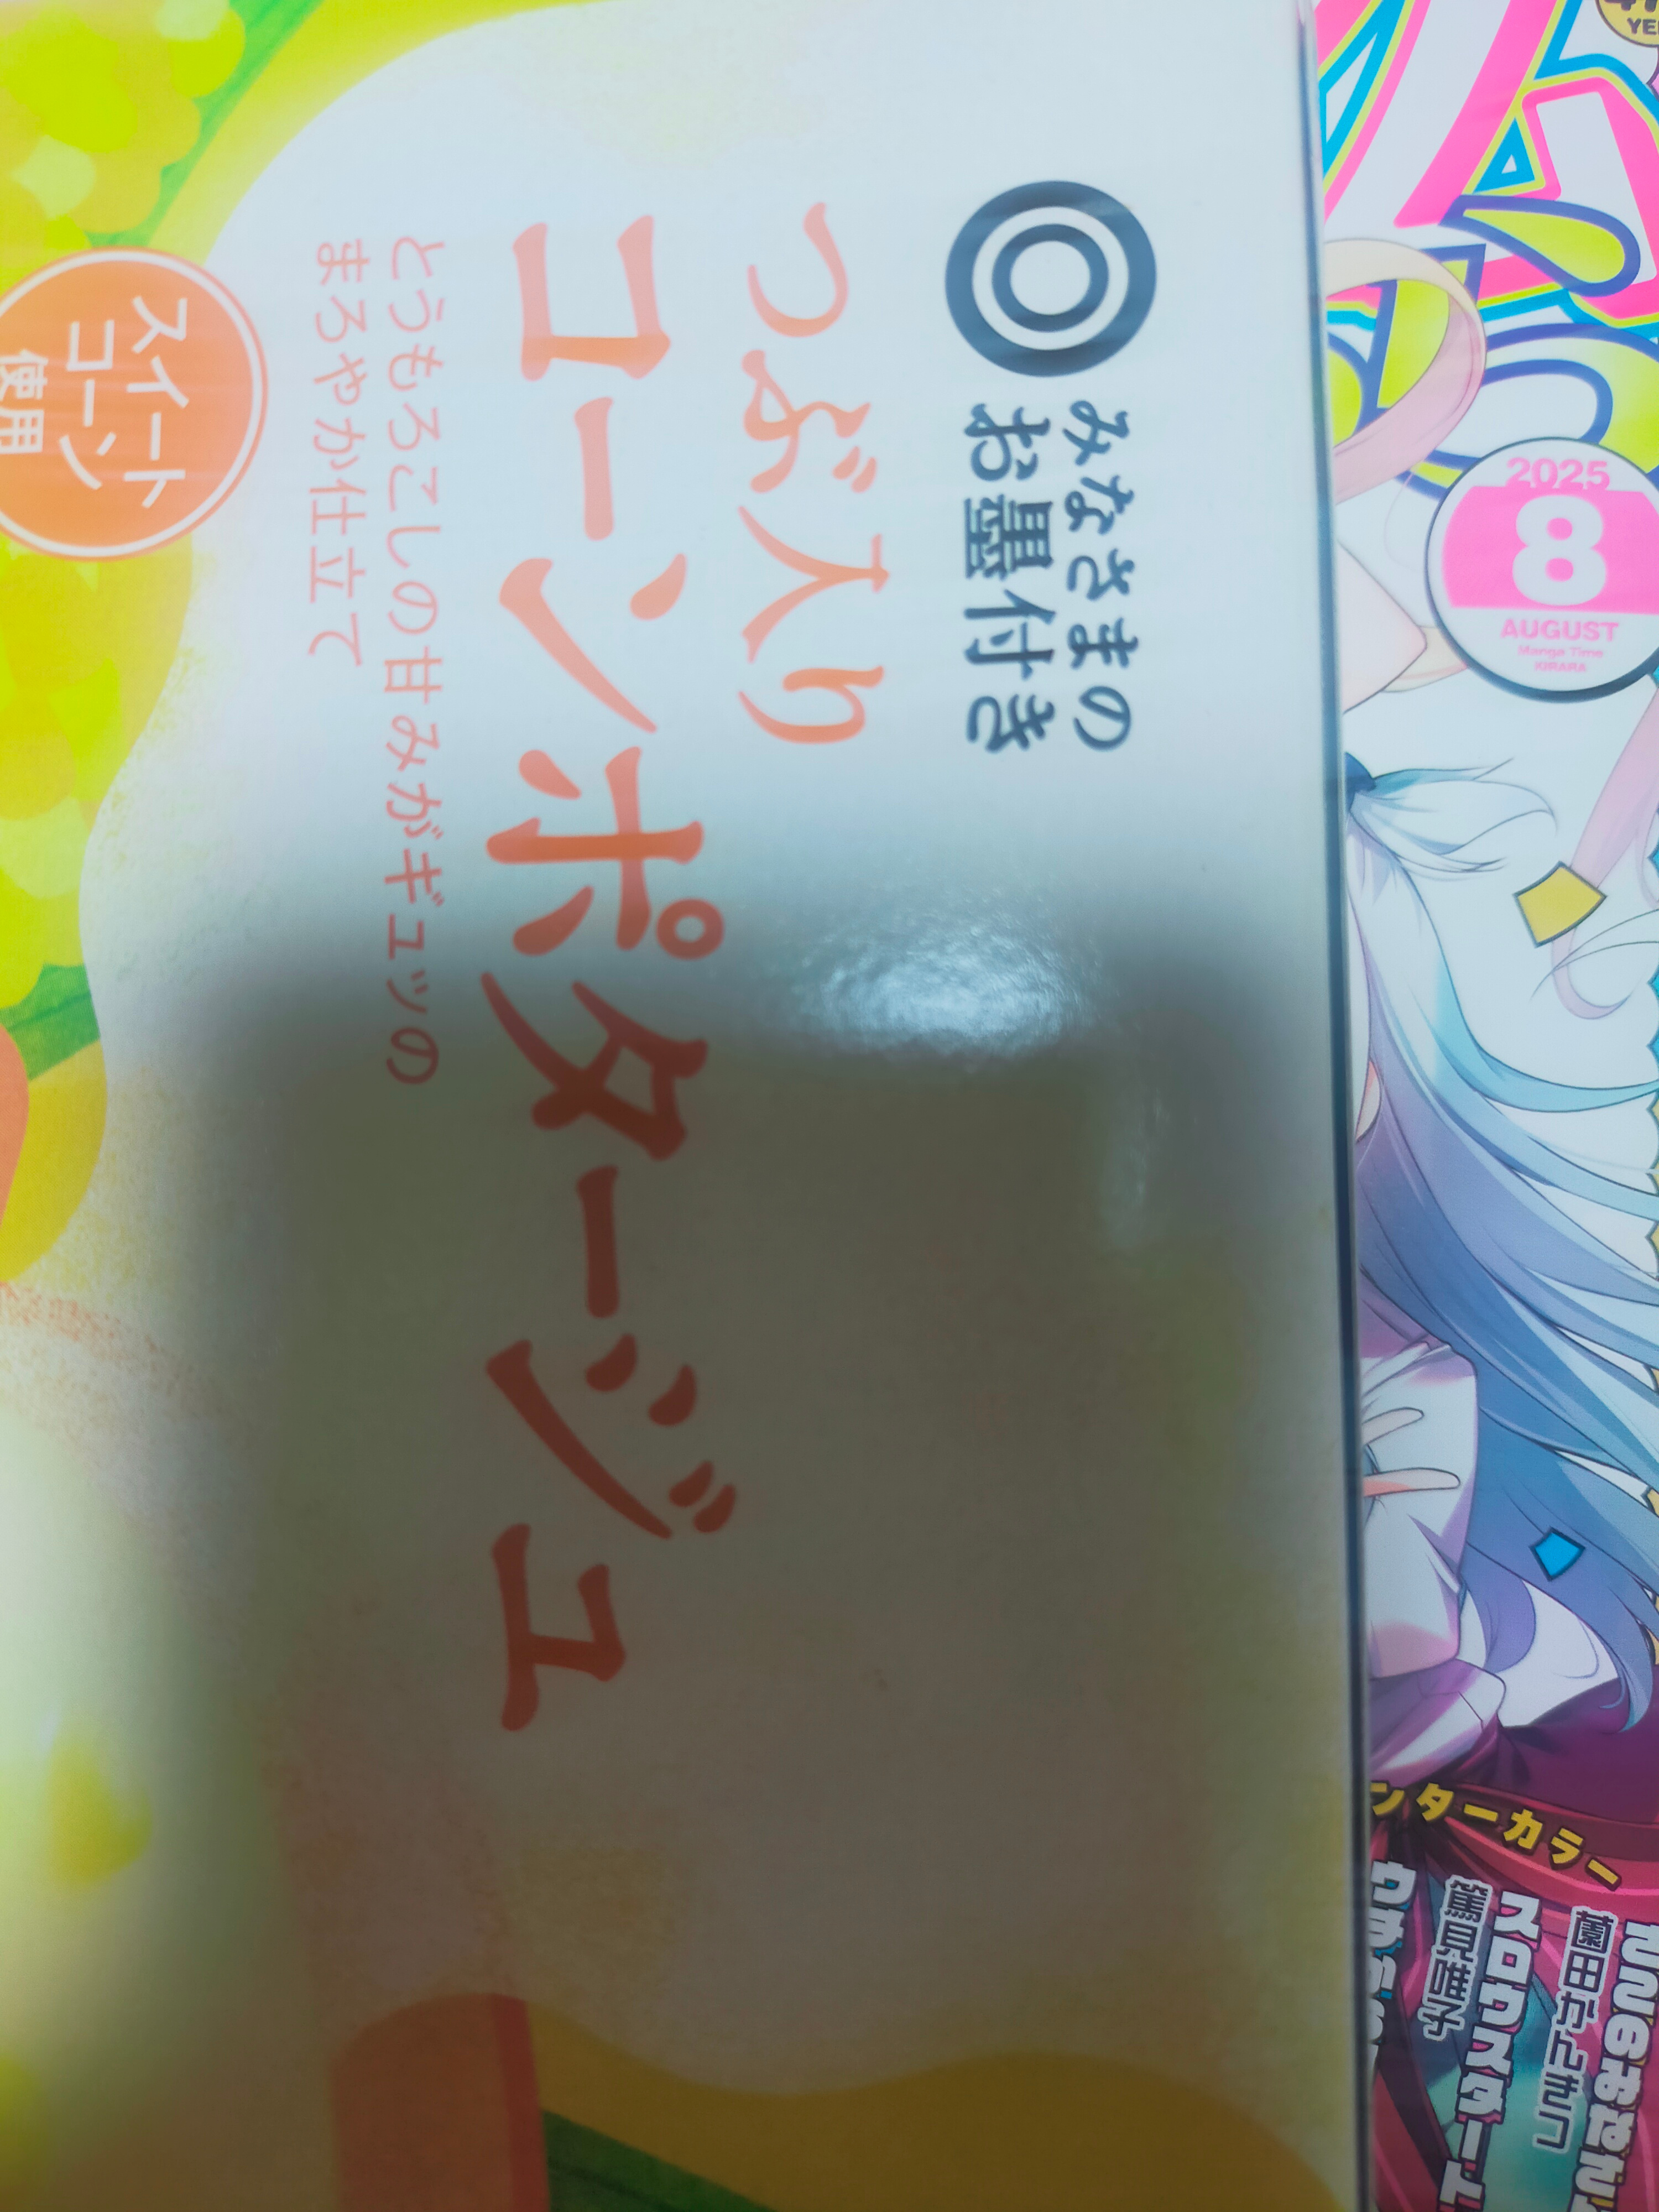 みなさまの
お墨付き
つぶ入り
コーンポタージュ
とうもろこしの甘みがギュッの
まろやか仕立て
スイート
コーン
使用
2025
8
AUGUST
Manga Time
KIRARA
ンターカラー
スロウスタート
篤見唯子
薗田かんきつ